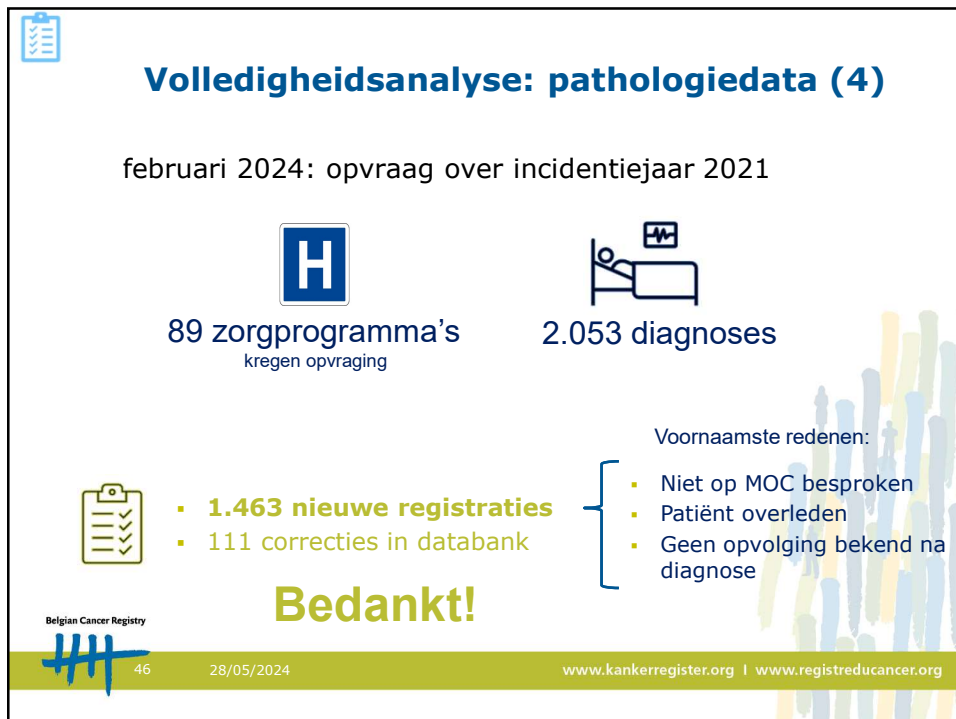 Volledigheidsanalyse: pathologiedata (4)
februari 2024: opvraag over incidentiejaar 2021
H
89 zorgprogramma's
kregen opvraging
2.053 diagnoses
▪ 1.463 nieuwe registraties
▪ 111 correcties in databank
Voornaamste redenen:
▪ Niet op MOC besproken
▪ Patiënt overleden
▪ Geen opvolging bekend na
diagnose
Bedankt!
Belgian Cancer Registry
46
28/05/2024
www.kankerregister.org I www.registreducancer.org